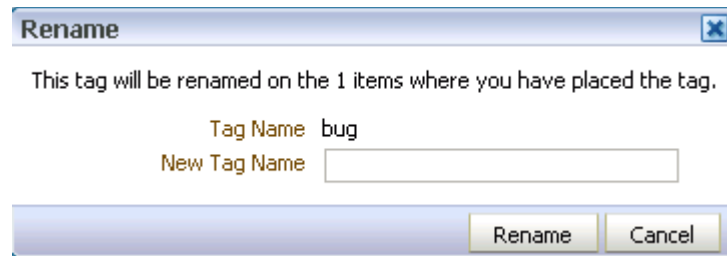 Rename
This tag will be renamed on the 1 items where you have placed the tag.
Tag Name bug
New Tag Name
Rename Cancel